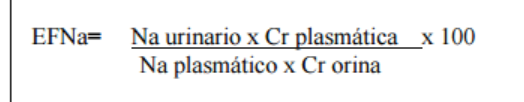 EFNa= Na urinario x Cr plasmática x 100
Na plasmático x Cr orina